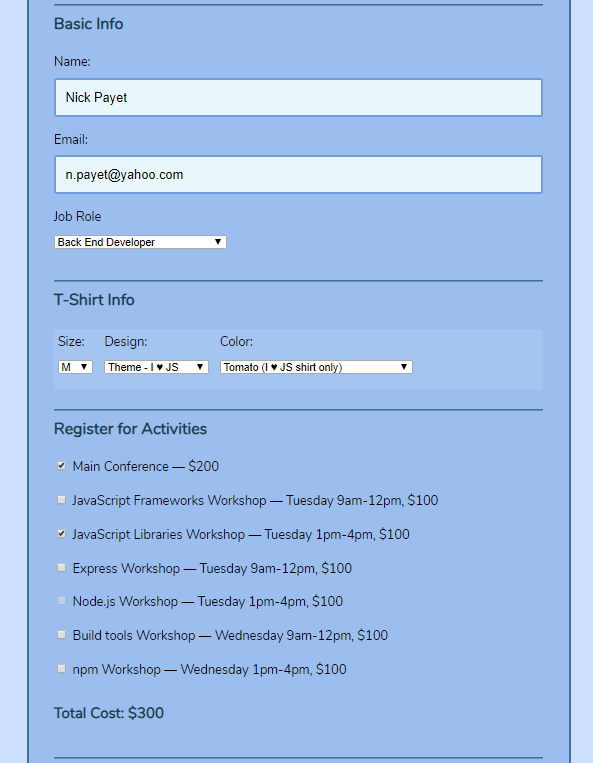 Basic Info
Name:
Nick Payet
Email:
n.payet@yahoo.com
Job Role
Back End Developer
T-Shirt Info
Size: Design: Color:
M Theme - I ♥ JS Tomato (I ♥ JS shirt only)
Register for Activities
Main Conference — $200
JavaScript Frameworks Workshop — Tuesday 9am-12pm, $100
JavaScript Libraries Workshop — Tuesday 1pm-4pm, $100
Express Workshop — Tuesday 9am-12pm, $100
Node.js Workshop — Tuesday 1pm-4pm, $100
Build tools Workshop — Wednesday 9am-12pm, $100
npm Workshop — Wednesday 1pm-4pm, $100
Total Cost: $300